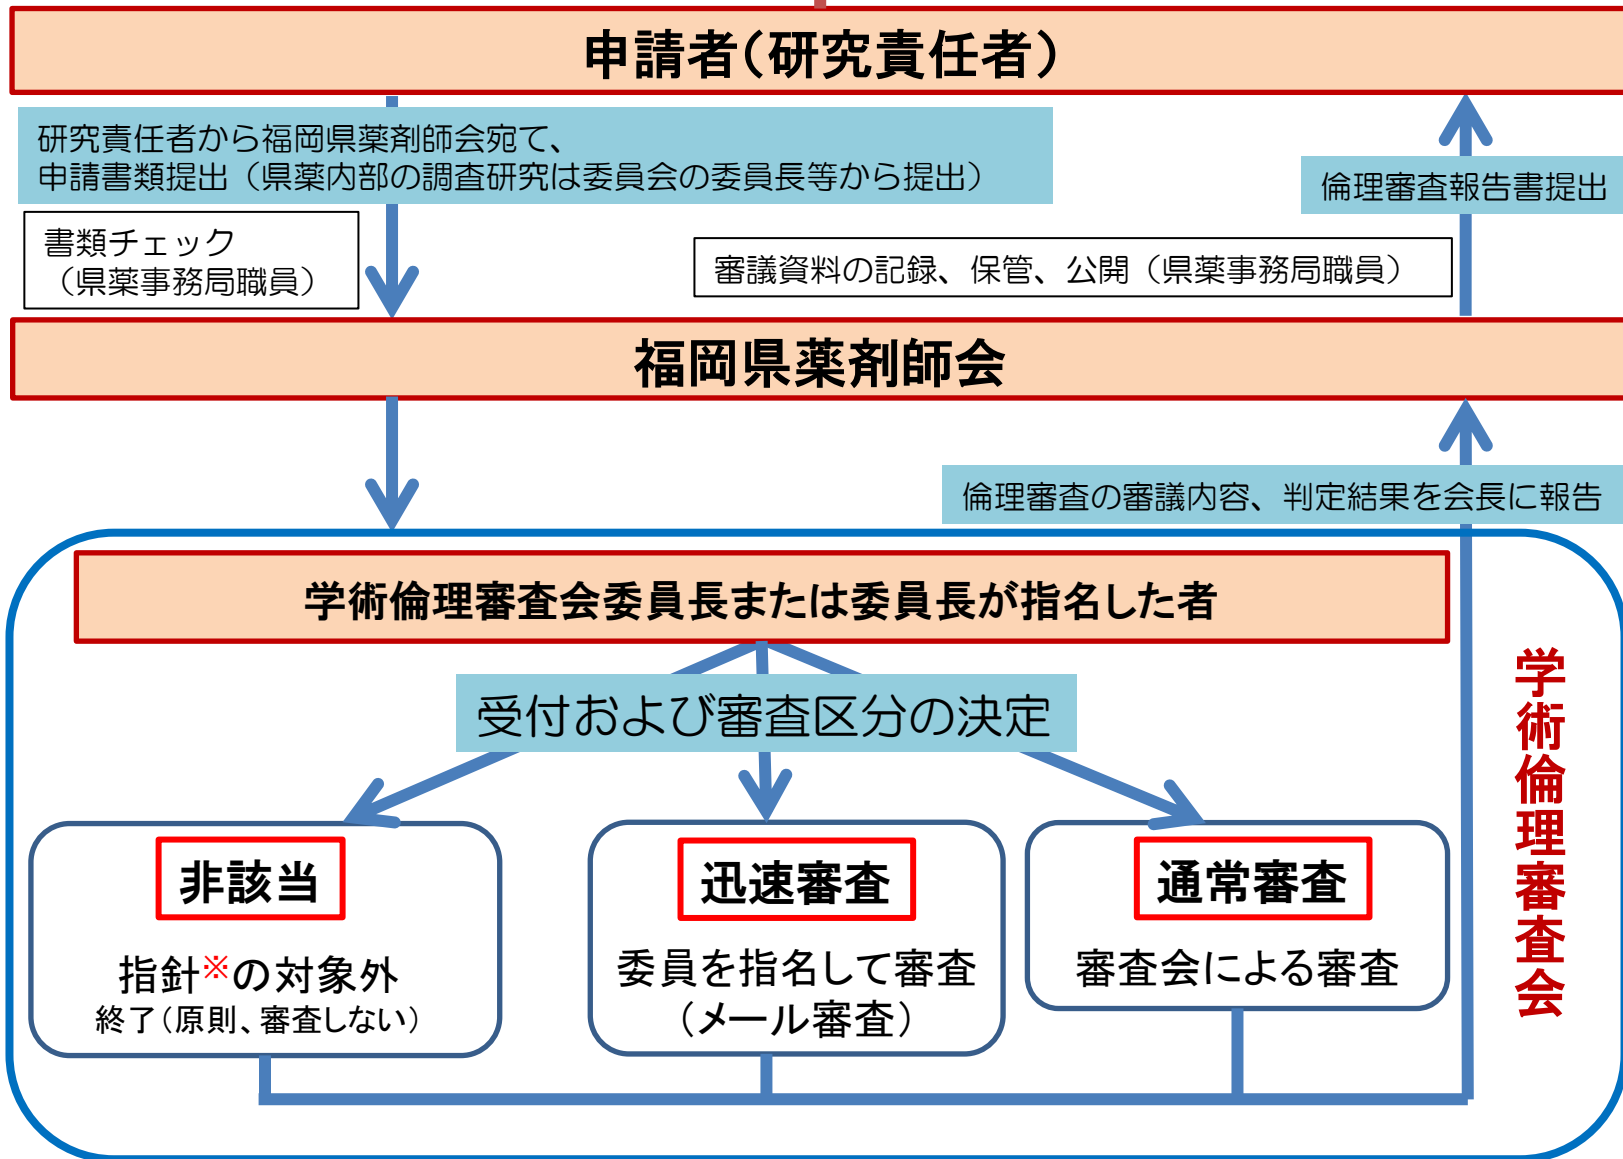 申請者（研究責任者）
研究責任者から福岡県薬剤師会宛て、
申請書類提出（県薬内部の調査研究は委員会の委員長等から提出）
倫理審査報告書提出
書類チェック
（県薬事務局職員）
審議資料の記録、保管、公開（県薬事務局職員）
福岡県薬剤師会
倫理審査の審議内容、判定結果を会長に報告
学術倫理審査会委員長または委員長が指名した者
受付および審査区分の決定
学術倫理審査会
非該当
指針※の対象外
終了（原則、審査しない）
迅速審査
委員を指名して審査
（メール審査）
通常審査
審査会による審査